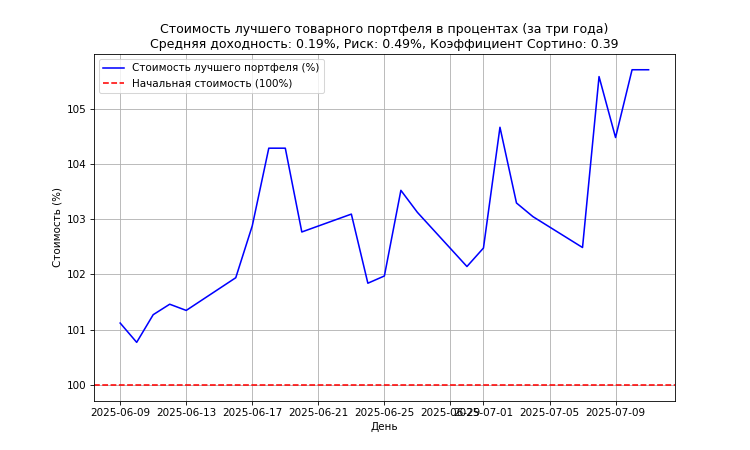 Стоимость лучшего товарного портфеля в процентах (за три года)
Средняя доходность: 0.19%, Риск: 0.49%, Коэффициент Сортино: 0.39
Стоимость лучшего портфеля (%)
Начальная стоимость (100%)
Стоимость (%)
105
104
103
102
101
100
2025-06-09 2025-06-13 2025-06-17 2025-06-21 2025-06-25 2025-06-29 2025-07-01 2025-07-05 2025-07-09
День